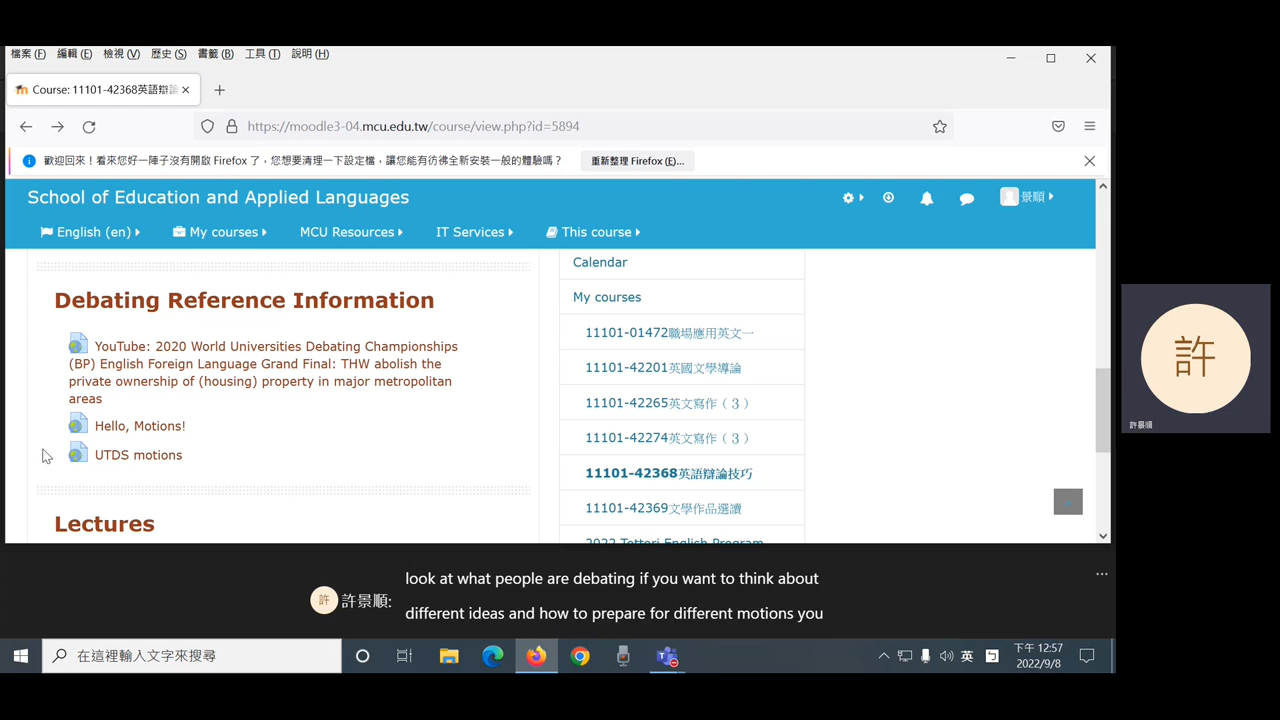 檔案 (F) 編輯 (E) 檢視 (V) 歷史 (S) 書籤 (B) 工具 (T) 說明 (H)
Course: 11101-42368英語辯論
https://moodle3-04.mcu.edu.tw/course/view.php?id=5894
歡迎回來！看來您好一陣子沒有開啟 Firefox 了，您想要清理一下設定檔，讓您能有彷彿全新安裝一般的體驗嗎？ 重新整理 Firefox (E)...
School of Education and Applied Languages
景順
English (en) My courses MCU Resources IT Services This course
Debating Reference Information
YouTube: 2020 World Universities Debating Championships
(BP) English Foreign Language Grand Final: THW abolish the
private ownership of (housing) property in major metropolitan
areas
Hello, Motions!
UTDS motions
Lectures
Calendar
My courses
11101-01472職場應用英文一
11101-42201英國文學導論
11101-42265英文寫作（３）
11101-42274英文寫作（３）
11101-42368英語辯論技巧
11101-42369文學作品選讀
2022 Tottori English Program
許
許景順
許
許景順:
look at what people are debating if you want to think about
different ideas and how to prepare for different motions you
在這裡輸入文字來搜尋
英
下午 12:57
2022/9/8